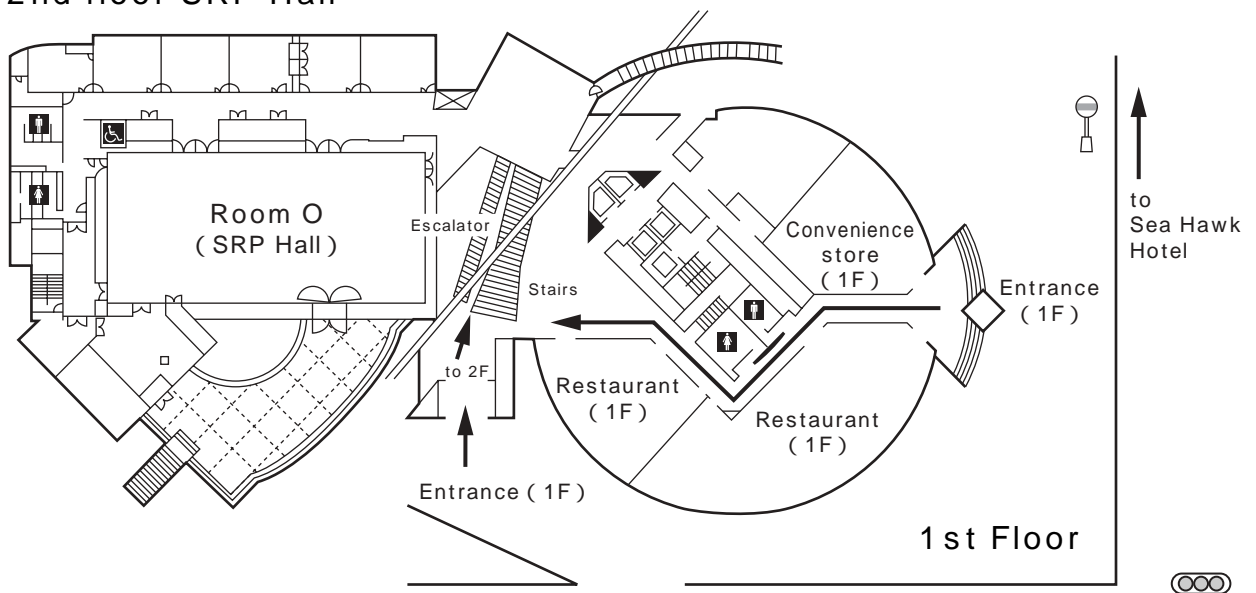 2nd floor SRP Hall
Room O
(SRP Hall)
Escalator
Stairs
to 2F
Entrance (1F)
Convenience
store
(1F)
Entrance
(1F)
Restaurant
(1F)
Restaurant
(1F)
to
Sea Hawk
Hotel
1st Floor